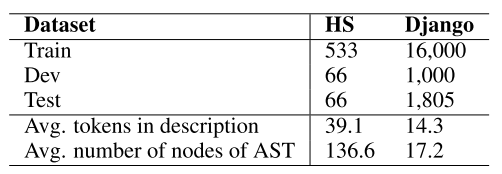 Dataset HS Django
Train 533 16,000
Dev 66 1,000
Test 66 1,805
Avg. tokens in description 39.1 14.3
Avg. number of nodes of AST 136.6 17.2